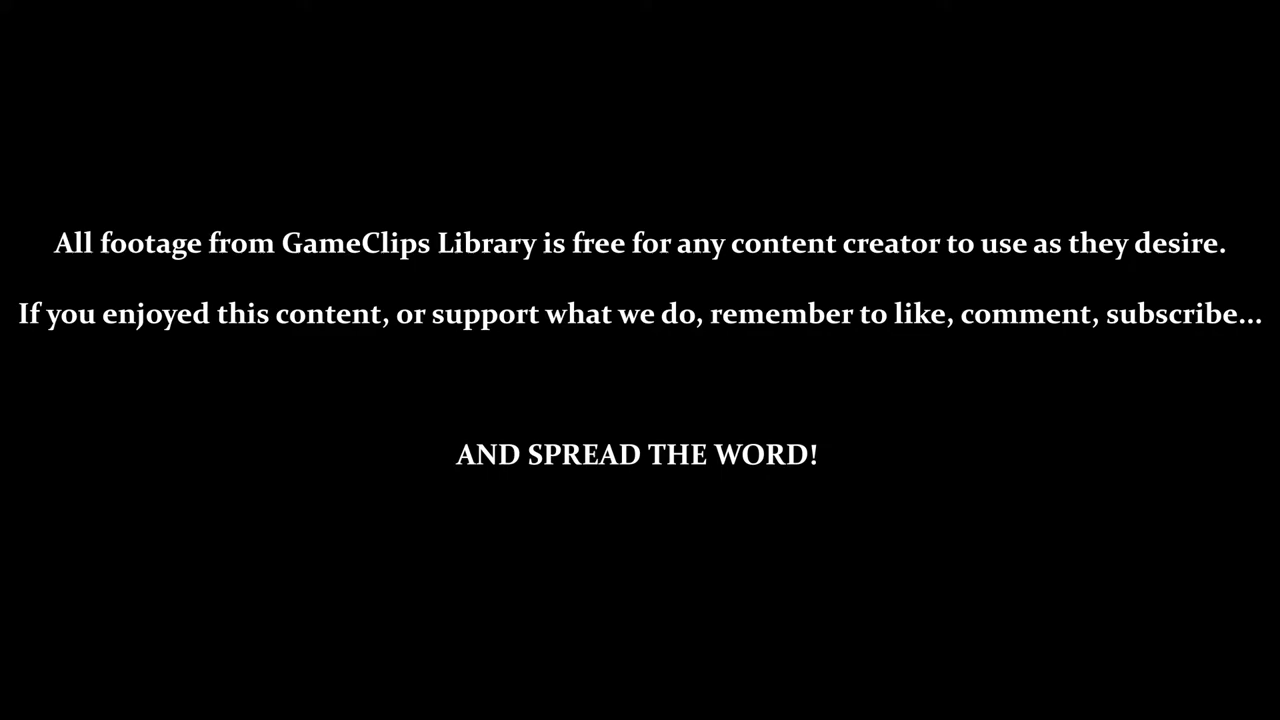 All footage from GameClips Library is free for any content creator to use as they desire.
If you enjoyed this content, or support what we do, remember to like, comment, subscribe...
AND SPREAD THE WORD!